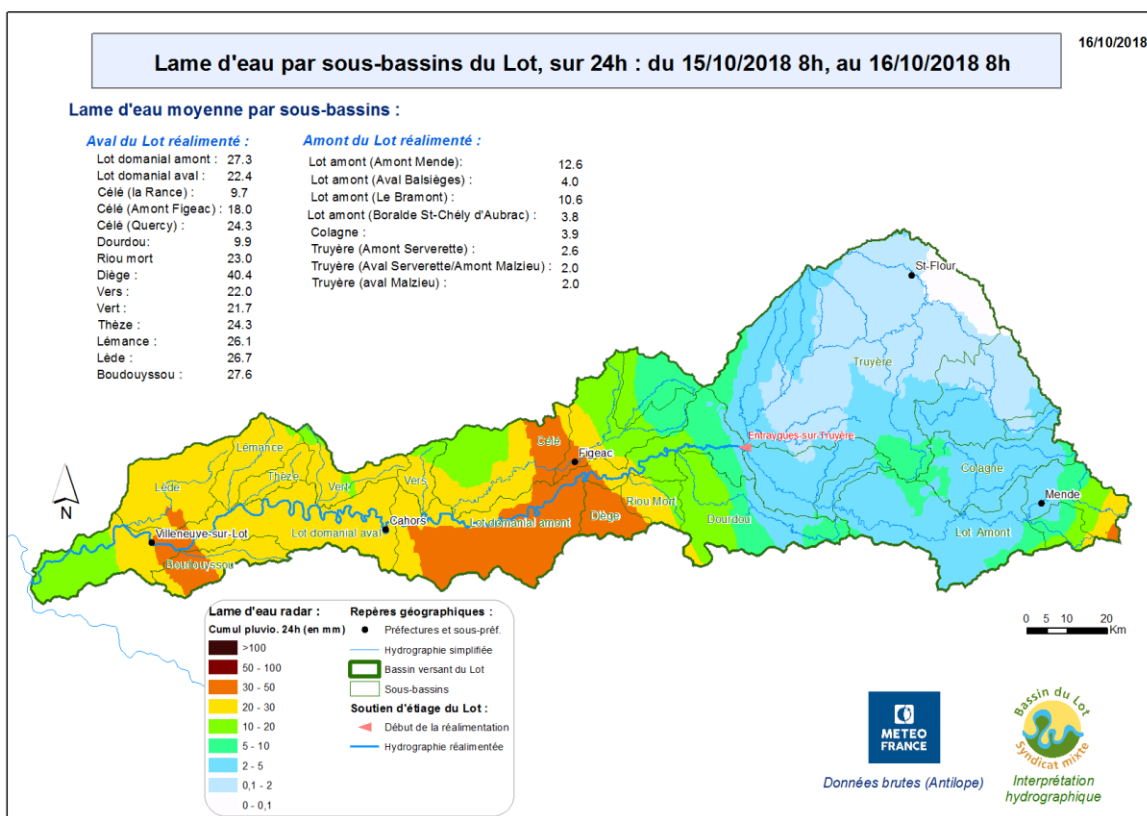 16/10/2018
Lame d'eau par sous-bassins du Lot, sur 24h : du 15/10/2018 8h, au 16/10/2018 8h
Lame d'eau moyenne par sous-bassins :
Aval du Lot réalimenté :
Lot domanial amont : 27.3
Lot domanial aval : 22.4
Célé (la Rance) : 9.7
Célé (Amont Figeac) : 18.0
Célé (Quercy) : 24.3
Dourdou: 9.9
Riou mort 23.0
Diège : 40.4
Vers : 22.0
Vert : 21.7
Thèze : 24.3
Lémance : 26.1
Lède : 26.7
Boudouyssou : 27.6
Amont du Lot réalimenté :
Lot amont (Amont Mende): 12.6
Lot amont (Aval Balsièges) : 4.0
Lot amont (Le Bramont) : 10.6
Lot amont (Boralde St-Chély d'Aubrac) : 3.8
Colagne : 3.9
Truyère (Amont Serverette) : 2.6
Truyère (Aval Serverette/Amont Malzieu) : 2.0
Truyère (aval Malzieu) : 2.0
St-Flour
Truyère
Entraygues-sur-Truyère
Célé
Lémance
Figeac
Thèze
Vers
Colagne
Lède
Vert
Mende
Riou Mort
Diège
Dourdou
Cahors
Lot domanial amont
Lot domanial aval
Lot Amont
Villeneuve-sur-Lot
Boudouyssou
N
Lame d'eau radar :
Cumul pluvio. 24h (en mm)
>100
50 - 100
30 - 50
20 - 30
10 - 20
5 - 10
2 - 5
0,1 - 2
0 - 0,1
Repères géographiques :
Préfectures et sous-préf.
Hydrographie simplifiée
Bassin versant du Lot
Sous-bassins
Soutien d'étiage du Lot :
Début de la réalimentation
Hydrographie réalimentée
0 5 10 20
Km
METEO
FRANCE
Données brutes (Antilope)
Bassin du Lot
Syndicat mixte
Interprétation
hydrographique